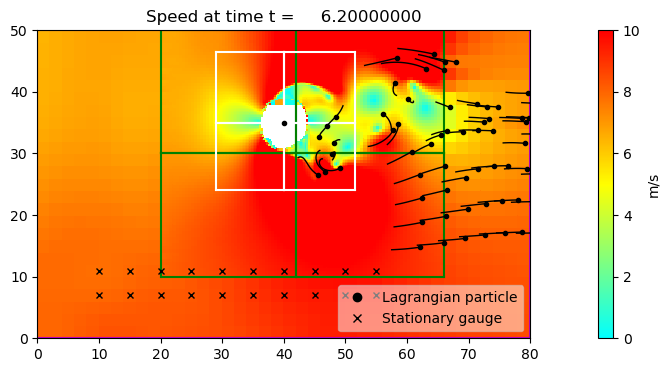 Speed at time t = 6.20000000
50
40
30
20
10
0
0 10 20 30 40 50 60 70 80
Lagrangian particle
Stationary gauge
10
8
6
4
2
0
m/s